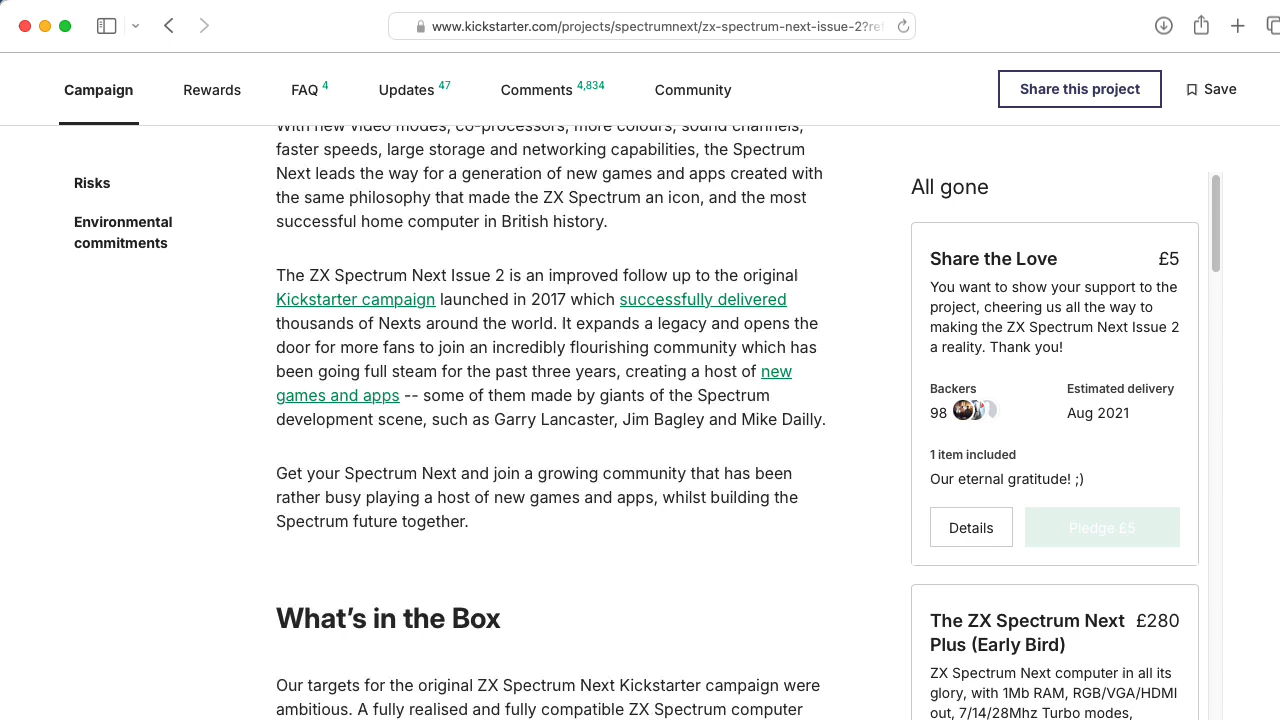 www.kickstarter.com/projects/spectrumnext/zx-spectrum-next-issue-2?ref
Campaign
Rewards
FAQ 4
Updates 47
Comments 4,834
Community
Share this project
Save
Risks
Environmental
commitments
With new video modes, co-processors, more colours, sound channels,
faster speeds, large storage and networking capabilities, the Spectrum
Next leads the way for a generation of new games and apps created with
the same philosophy that made the ZX Spectrum an icon, and the most
successful home computer in British history.
The ZX Spectrum Next Issue 2 is an improved follow up to the original
Kickstarter campaign launched in 2017 which successfully delivered
thousands of Nexts around the world. It expands a legacy and opens the
door for more fans to join an incredibly flourishing community which has
been going full steam for the past three years, creating a host of new
games and apps -- some of them made by giants of the Spectrum
development scene, such as Garry Lancaster, Jim Bagley and Mike Dailly.
Get your Spectrum Next and join a growing community that has been
rather busy playing a host of new games and apps, whilst building the
Spectrum future together.
What's in the Box
Our targets for the original ZX Spectrum Next Kickstarter campaign were
ambitious. A fully realised and fully compatible ZX Spectrum computer
All gone
Share the Love £5
You want to show your support to the
project, cheering us all the way to
making the ZX Spectrum Next Issue 2
a reality. Thank you!
Backers
98
Estimated delivery
Aug 2021
1 item included
Our eternal gratitude! ;)
Details
Pledge £5
The ZX Spectrum Next £280
Plus (Early Bird)
ZX Spectrum Next computer in all its
glory, with 1Mb RAM, RGB/VGA/HDMI
out, 7/14/28Mhz Turbo modes,